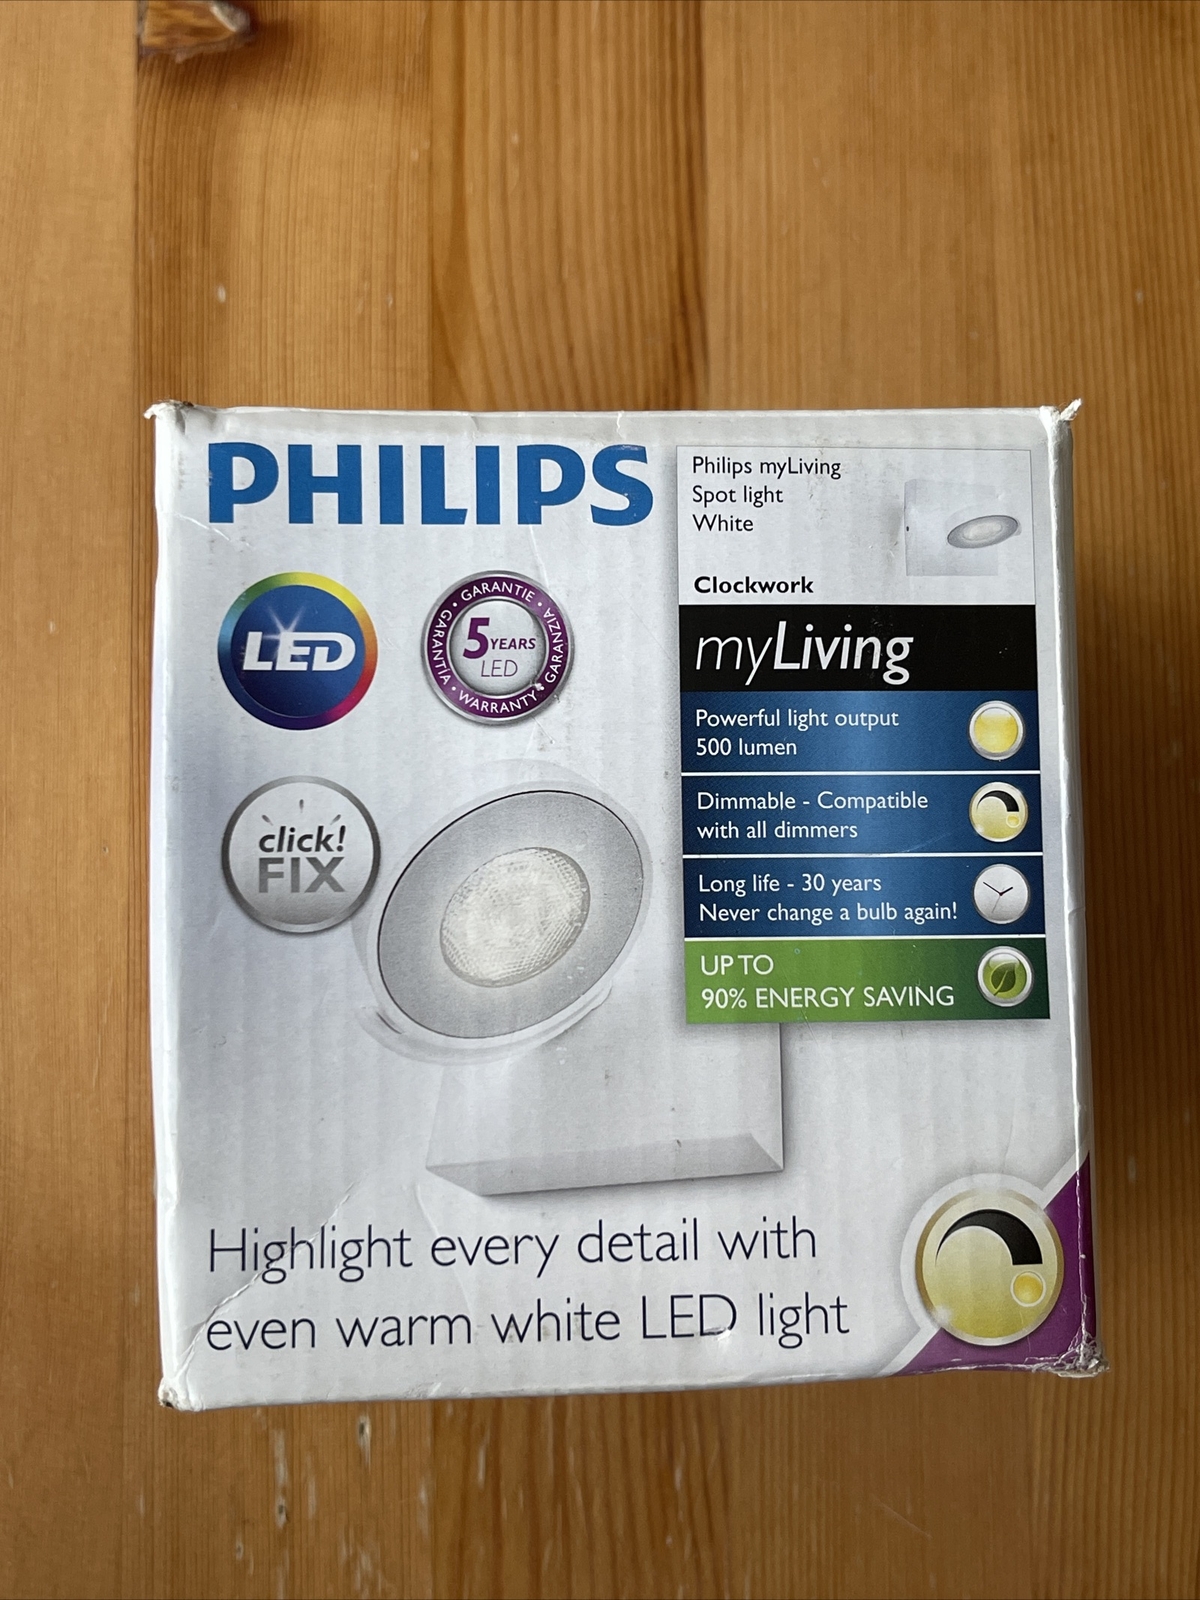 PHILIPS
Philips myLiving
Spot light
White
Clockwork
LED
GARANTIE • GARANZIA • WARRANTY • GARANTÍA •
5 YEARS
LED
myLiving
Powerful light output
500 lumen
Dimmable - Compatible
with all dimmers
Long life - 30 years
Never change a bulb again!
UP TO
90% ENERGY SAVING
click!
FIX
Highlight every detail with
even warm white LED light